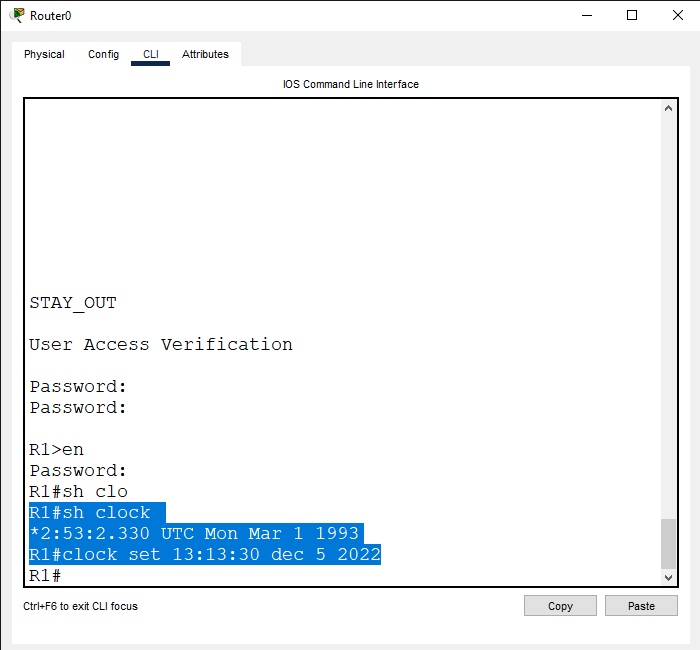 Router0
Physical Config CLI Attributes
IOS Command Line Interface
STAY_OUT
User Access Verification
Password:
Password:
R1>en
Password:
R1#sh clo
R1#sh clock
*2:53:2.330 UTC Mon Mar 1 1993
R1#clock set 13:13:30 dec 5 2022
R1#
Ctrl+F6 to exit CLI focus
Copy Paste